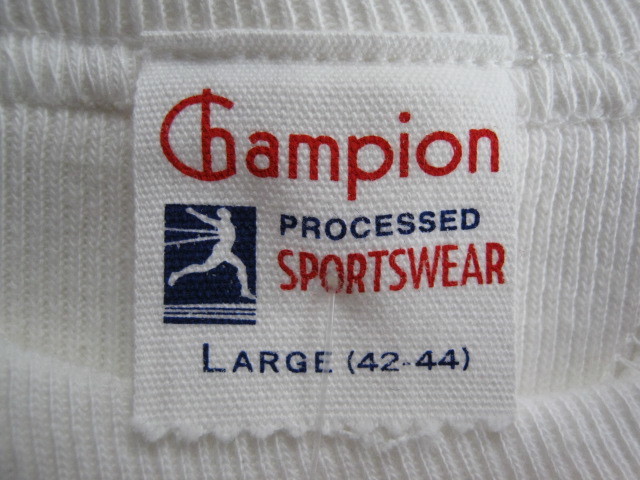 Champion
PROCESSED
SPORTSWEAR
LARGE (42-44)